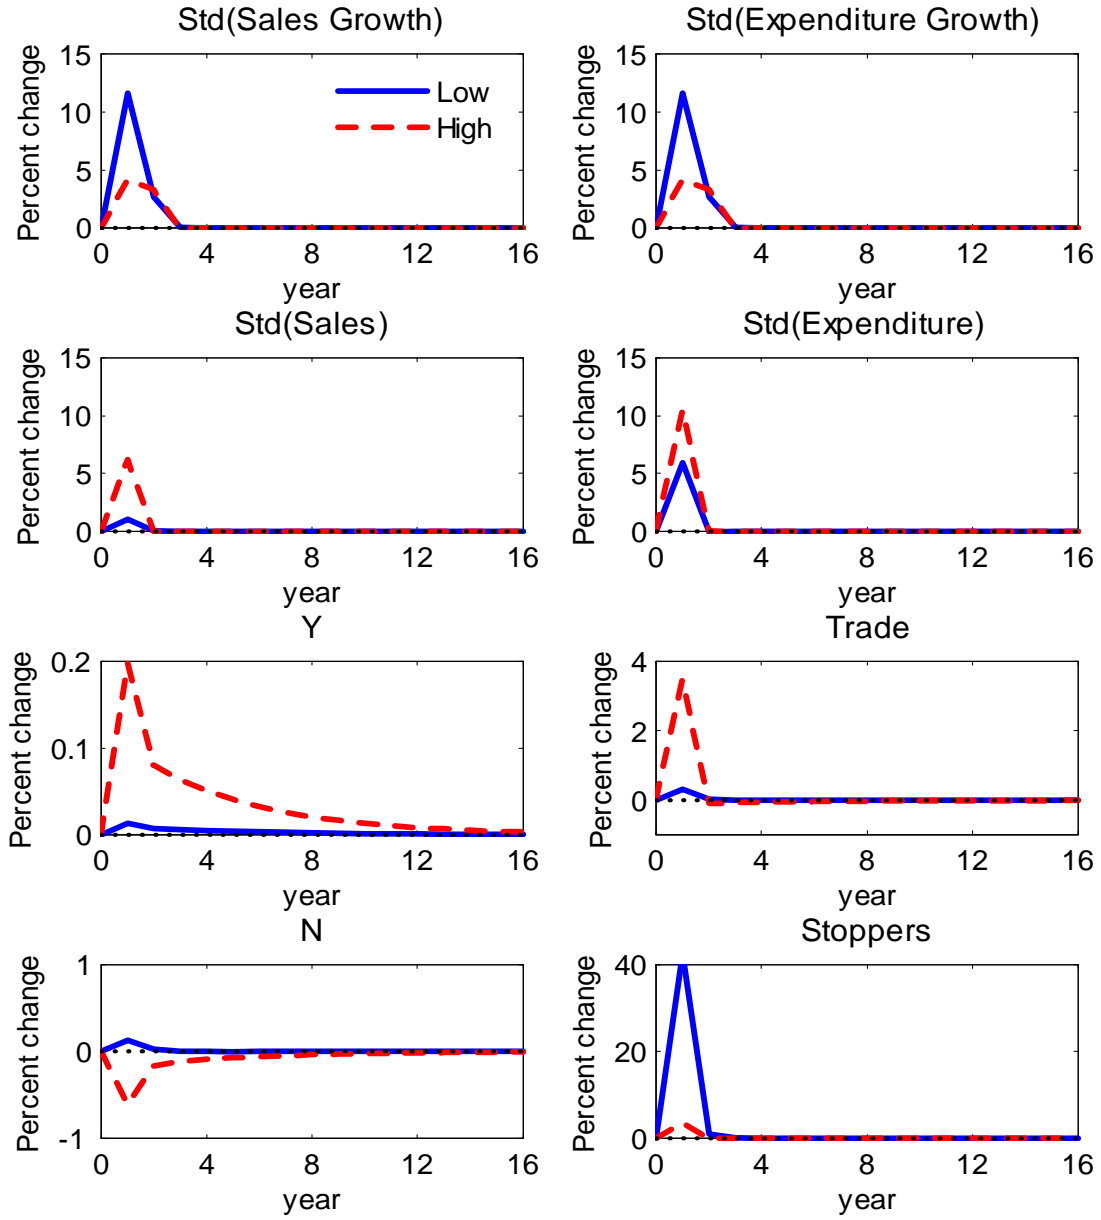 Std(Sales Growth)
Percent change
15
10
5
0
Low
High
0 4 8 12 16
year
Std(Expenditure Growth)
Percent change
15
10
5
0
0 4 8 12 16
year
Std(Sales)
Percent change
15
10
5
0
0 4 8 12 16
year
Std(Expenditure)
Percent change
15
10
5
0
0 4 8 12 16
year
Y
Percent change
0.2
0.1
0
0 4 8 12 16
year
Trade
Percent change
4
2
0
0 4 8 12 16
year
N
Percent change
1
0
-1
0 4 8 12 16
year
Stoppers
Percent change
40
20
0
0 4 8 12 16
year